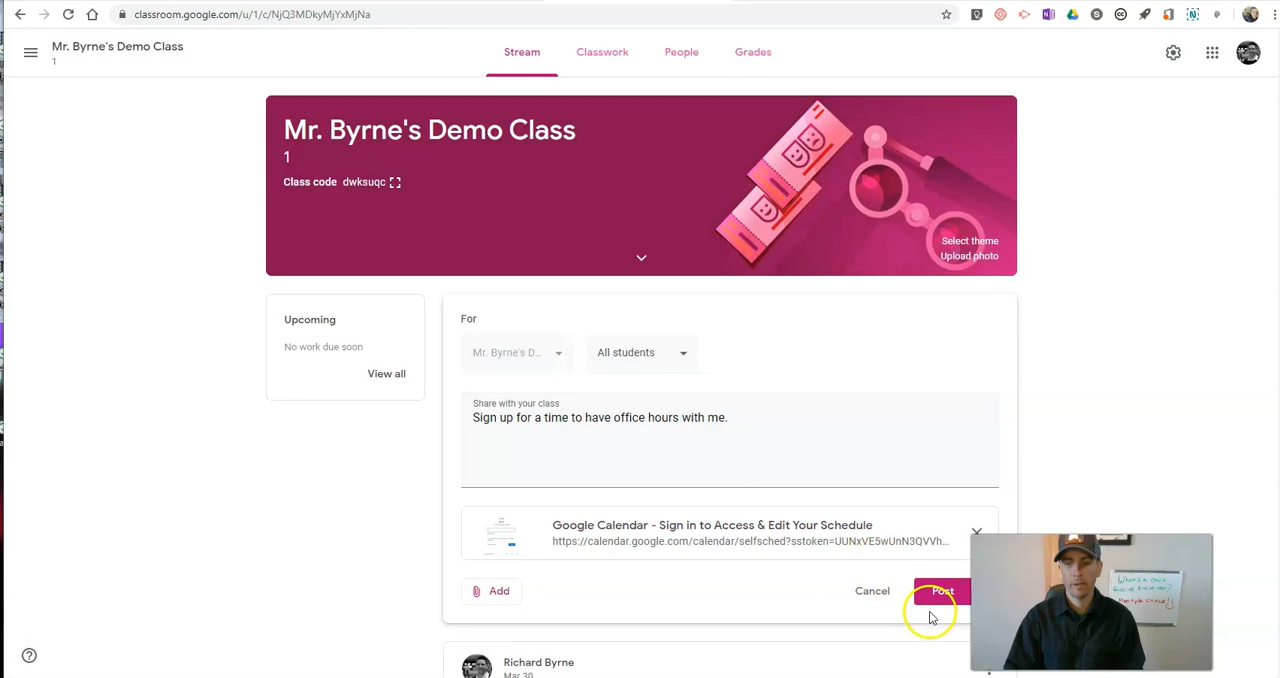 classroom.google.com/u/1/c/NjQ3MDkyMjYxMjNa
Mr. Byrne's Demo Class
1
Stream
Classwork
People
Grades
Mr. Byrne's Demo Class
1
Class code dwksuqc
Select theme
Upload photo
Upcoming
No work due soon
View all
For
Mr. Byrne's D...
All students
Share with your class
Sign up for a time to have office hours with me.
Google Calendar - Sign in to Access & Edit Your Schedule
https://calendar.google.com/calendar/selfsched?sstoken=UUNxVE5wUnN3QVVh...
Add
Cancel
Post
Richard Byrne
Mar 30